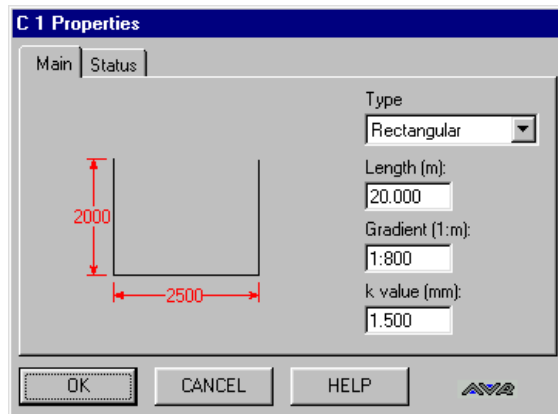 C 1 Properties
Main
Status
Type
Rectangular
Length (m):
20.000
Gradient (1:m):
1:800
k value (mm):
1.500
2000
2500
OK
CANCEL
HELP
AVR